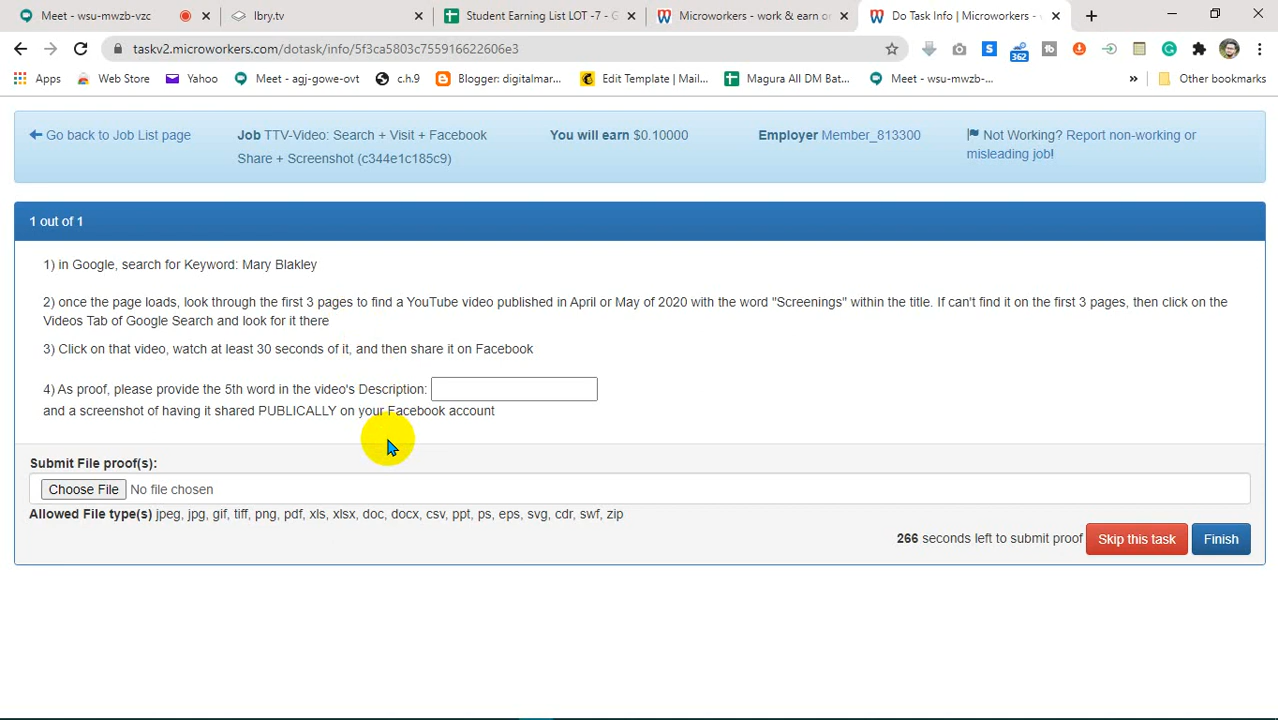 Meet - wsu-mwzb-vzc
lbry.tv
Student Earning List LOT -7 - G
Microworkers - work & earn o
Do Task Info | Microworkers -
taskv2.microworkers.com/dotask/info/5f3ca5803c755916622606e3
362
Apps
Web Store
Yahoo
Meet - agj-gowe-ovt
c.h.9
Blogger: digitalmar...
Edit Template | Mail...
Magura All DM Bat...
Meet - wsu-mwzb-...
»
Other bookmarks
Go back to Job List page
Job TTV-Video: Search + Visit + Facebook
Share + Screenshot (c344e1c185c9)
You will earn $0.10000
Employer Member_813300
Not Working? Report non-working or
misleading job!
1 out of 1
1) in Google, search for Keyword: Mary Blakley
2) once the page loads, look through the first 3 pages to find a YouTube video published in April or May of 2020 with the word "Screenings" within the title. If can't find it on the first 3 pages, then click on the
Videos Tab of Google Search and look for it there
3) Click on that video, watch at least 30 seconds of it, and then share it on Facebook
4) As proof, please provide the 5th word in the video's Description:
and a screenshot of having it shared PUBLICALLY on your Facebook account
Submit File proof(s):
Choose File No file chosen
Allowed File type(s) jpeg, jpg, gif, tiff, png, pdf, xls, xlsx, doc, docx, csv, ppt, ps, eps, svg, cdr, swf, zip
266 seconds left to submit proof
Skip this task
Finish